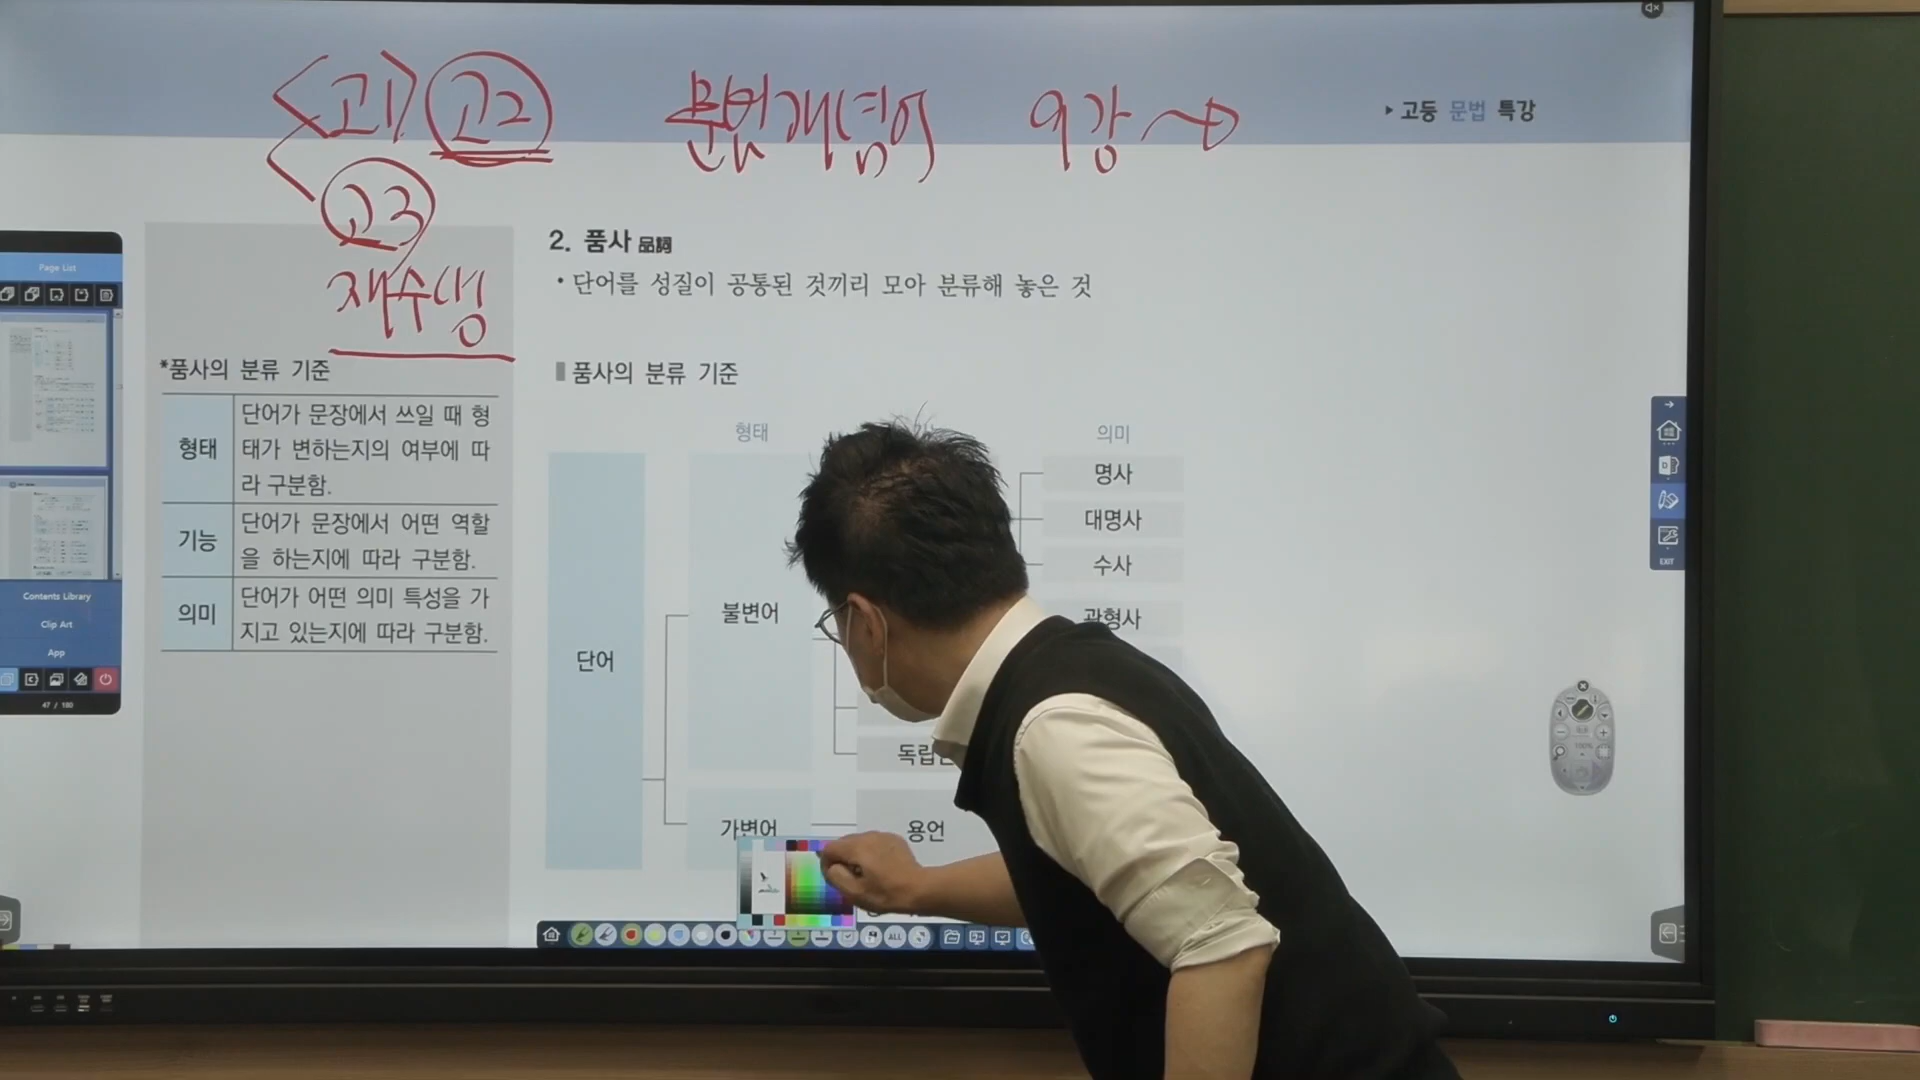 <고1> 고2 문법개념어 9강
▸고등 문법 특강
고3
재수생
2. 품사 品詞
• 단어를 성질이 공통된 것끼리 모아 분류해 놓은 것
*품사의 분류 기준
형태 단어가 문장에서 쓰일 때 형
태가 변하는지의 여부에 따
라 구분함.
기능 단어가 문장에서 어떤 역할
을 하는지에 따라 구분함.
의미 단어가 어떤 의미 특성을 가
지고 있는지에 따라 구분함.
품사의 분류 기준
형태 의미
명사
대명사
수사
관형사
불변어
단어
가변어
용언
Page List
Contents Library
Clip Art
App
47 / 180
ALL
EXIT
100%